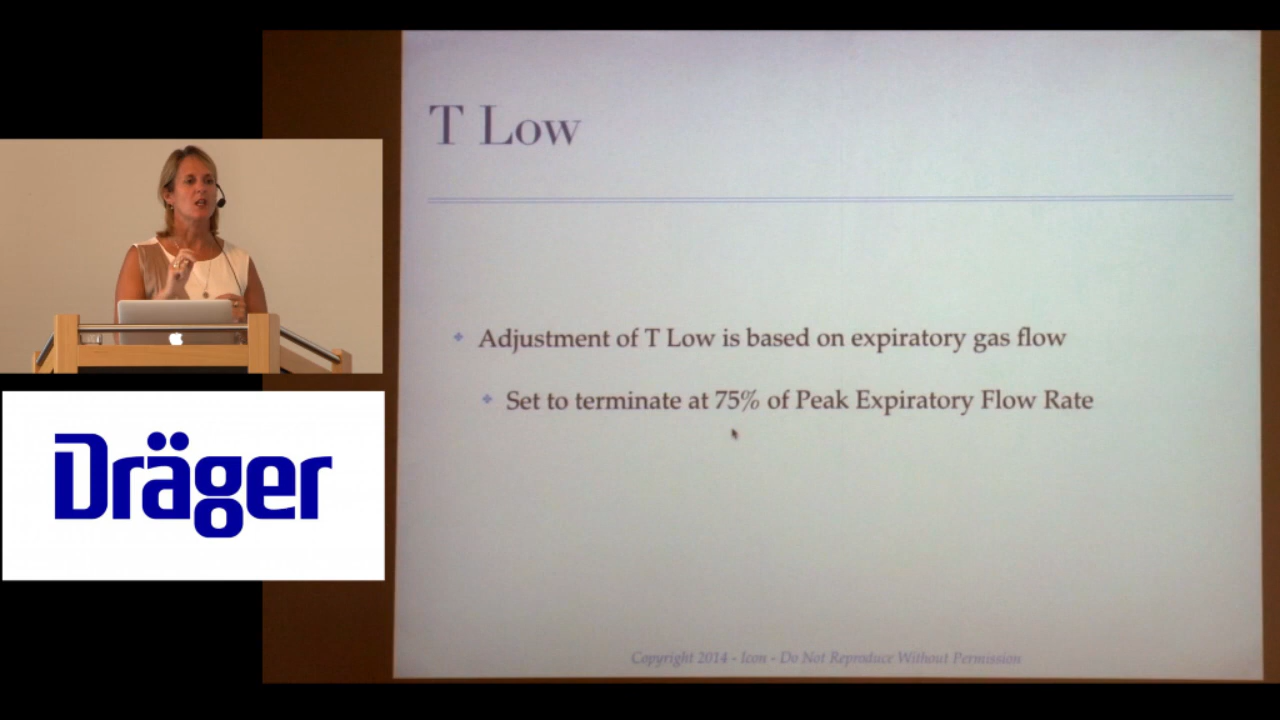 T Low
Adjustment of T Low is based on expiratory gas flow
Set to terminate at 75% of Peak Expiratory Flow Rate
Dräger
Copyright 2014 - Icon - Do Not Reproduce Without Permission